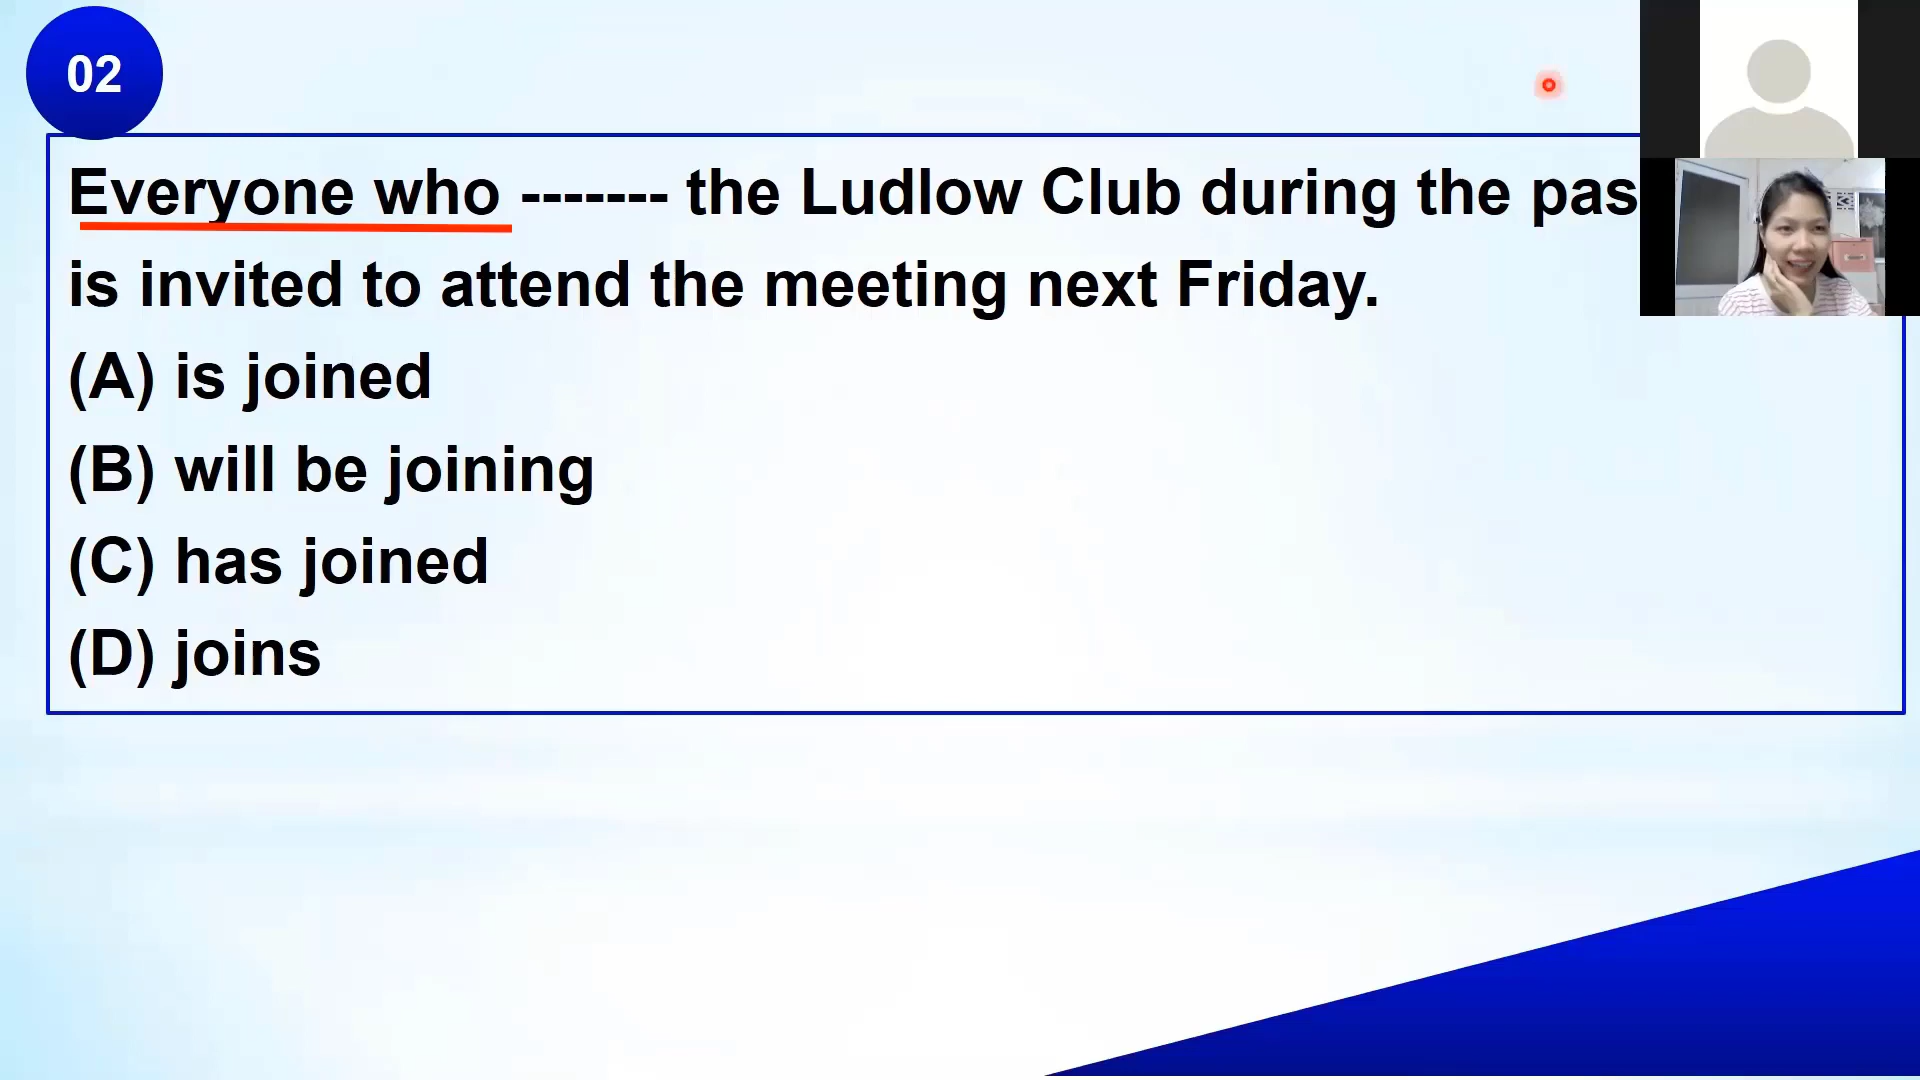 02
Everyone who ------- the Ludlow Club during the pas
is invited to attend the meeting next Friday.
(A) is joined
(B) will be joining
(C) has joined
(D) joins